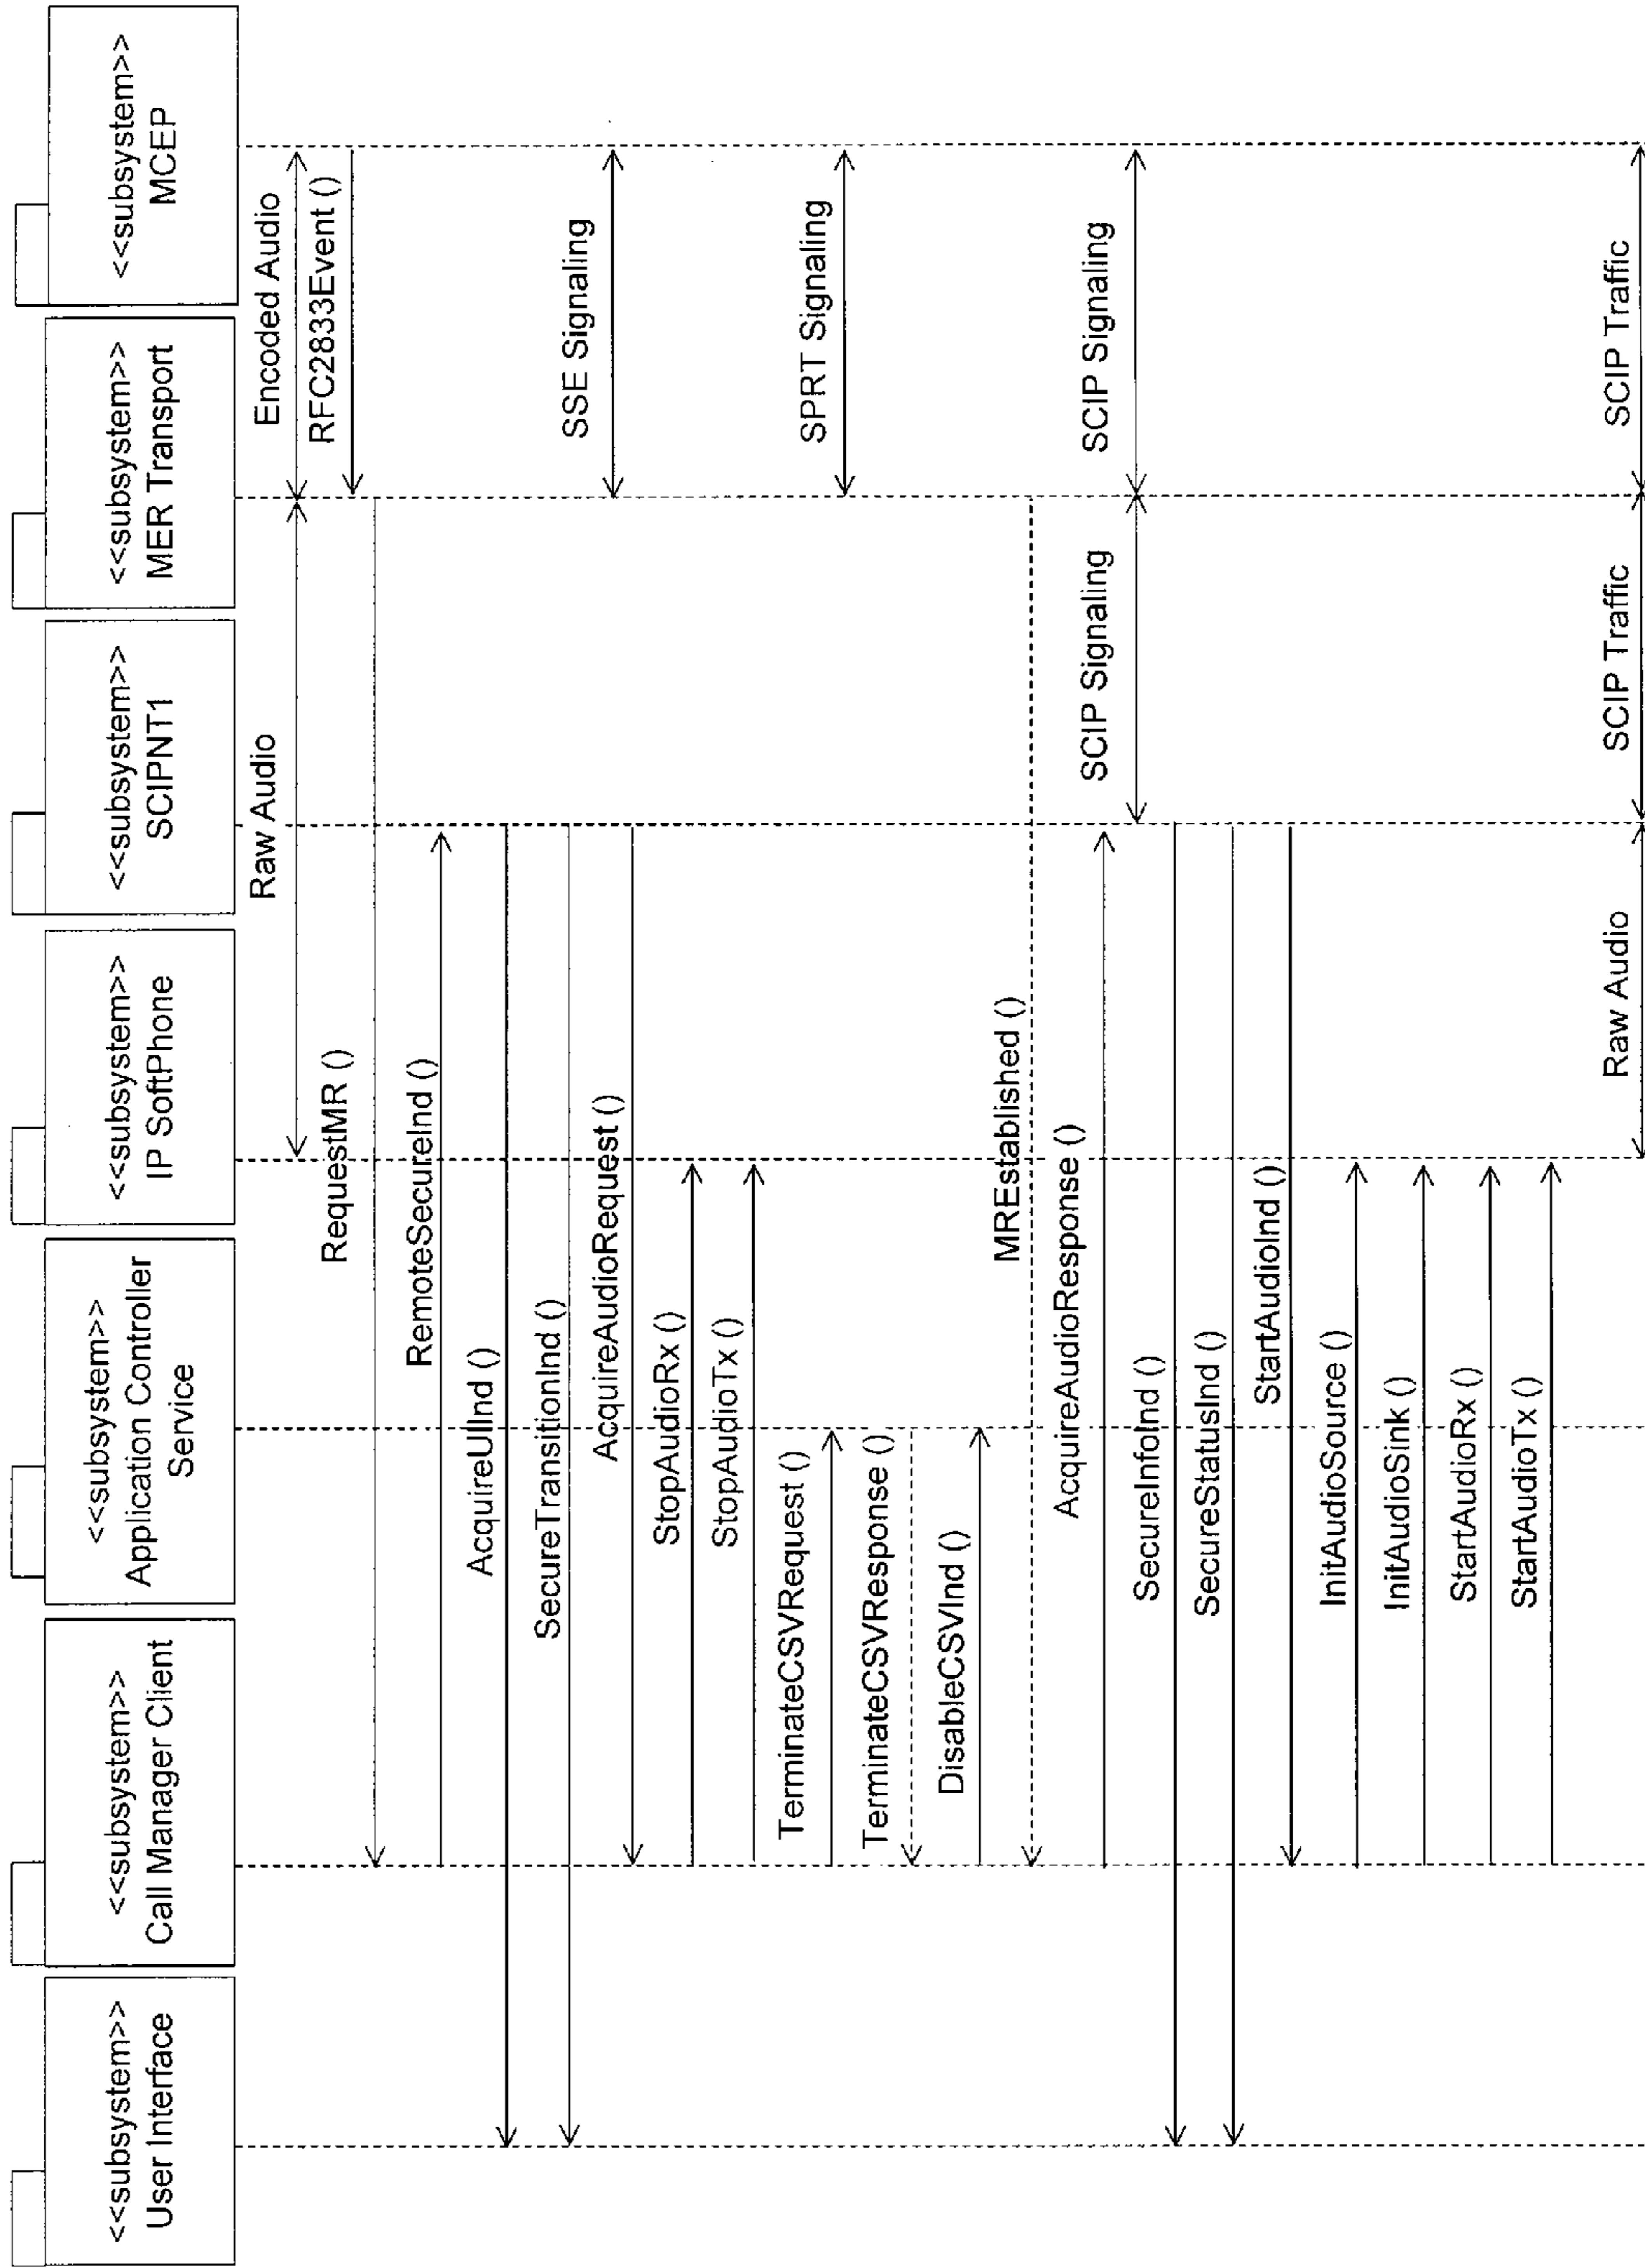 <<subsystem>>
User Interface
<<subsystem>>
Call Manager Client
<<subsystem>>
Application Controller
Service
<<subsystem>>
IP SoftPhone
<<subsystem>>
SCIPNT1
<<subsystem>>
MER Transport
<<subsystem>>
MCEP
Raw Audio
Encoded Audio
RFC2833Event ()
RequestMR ()
RemoteSecureInd ()
AcquireUIInd ()
SecureTransitionInd ()
SSE Signaling
AcquireAudioRequest ()
StopAudioRx ()
StopAudioTx ()
TerminateCSVRequest ()
SPRT Signaling
TerminateCSVResponse ()
DisableCSVInd ()
MREstablished ()
AcquireAudioResponse ()
SCIP Signaling
SCIP Signaling
SecureInfoInd ()
SecureStatusInd ()
StartAudioInd ()
InitAudioSource ()
InitAudioSink ()
StartAudioRx ()
StartAudioTx ()
Raw Audio
SCIP Traffic
SCIP Traffic